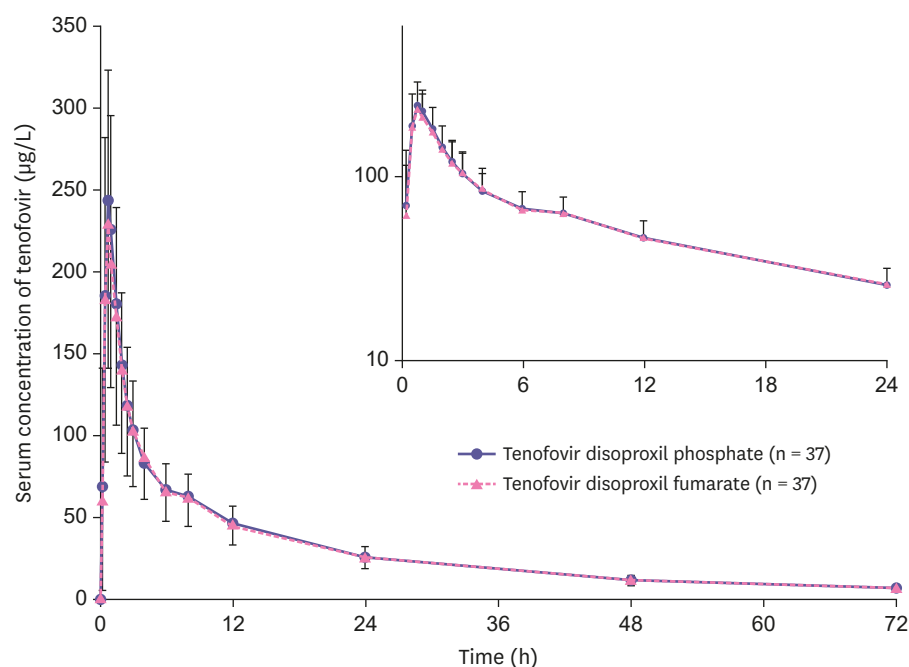 Serum concentration of tenofovir (µg/L)
350
300
250
200
150
100
50
0
0 12 24 36 48 60 72
Time (h)
100
10
0 6 12 18 24
Tenofovir disoproxil phosphate (n = 37)
Tenofovir disoproxil fumarate (n = 37)